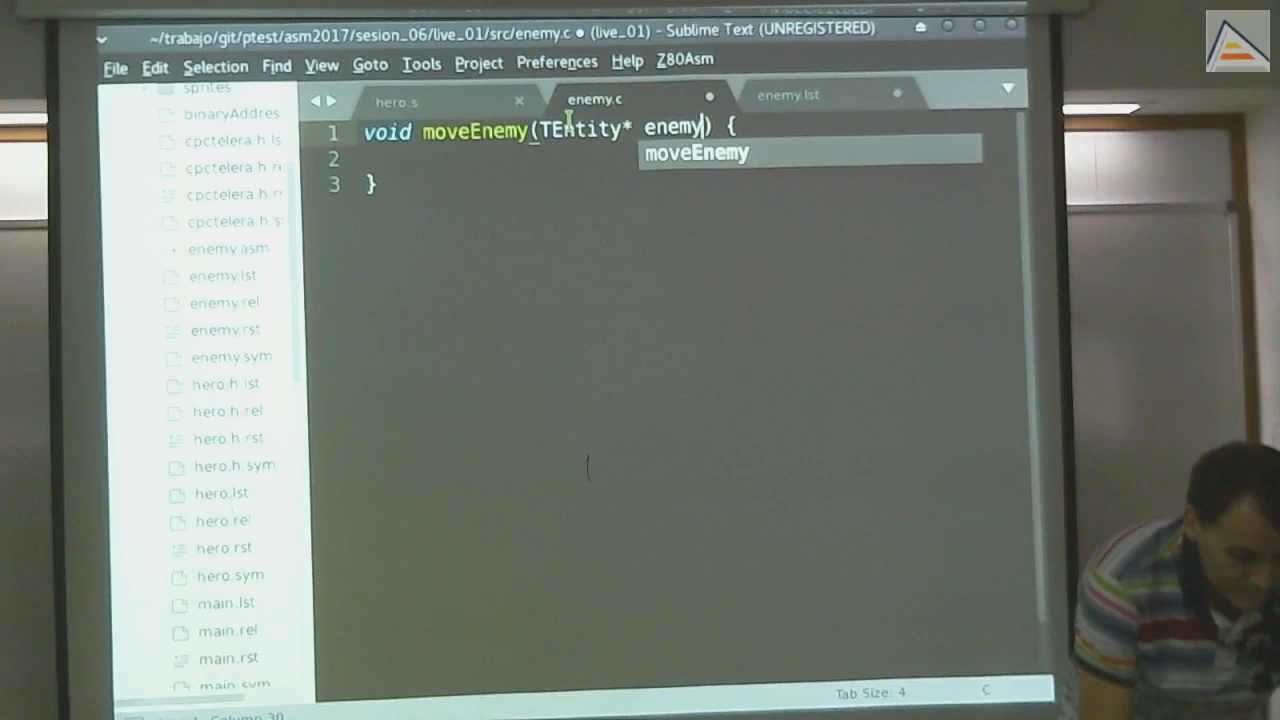 ~/trabajo/git/ptest/asm2017/sesion_06/live_01/src/enemy.c ● (live_01) - Sublime Text (UNREGISTERED)
File Edit Selection Find View Goto Tools Project Preferences Help Z80Asm
sprites
hero.s × enemy.c enemy.lst
binaryAddres
cpctelera.h.ls
cpctelera.h.re
cpctelera.h.rs
cpctelera.h.s
enemy.asm
enemy.lst
enemy.rel
enemy.rst
enemy.sym
hero.h.lst
hero.h.rel
hero.h.rst
hero.h.sym
hero.lst
hero.rel
hero.rst
hero.sym
main.lst
main.rel
main.rst
main.sym
1 void moveEnemy(TEntity* enemy) {
moveEnemy
2
3 }
Column 30
Tab Size: 4 C